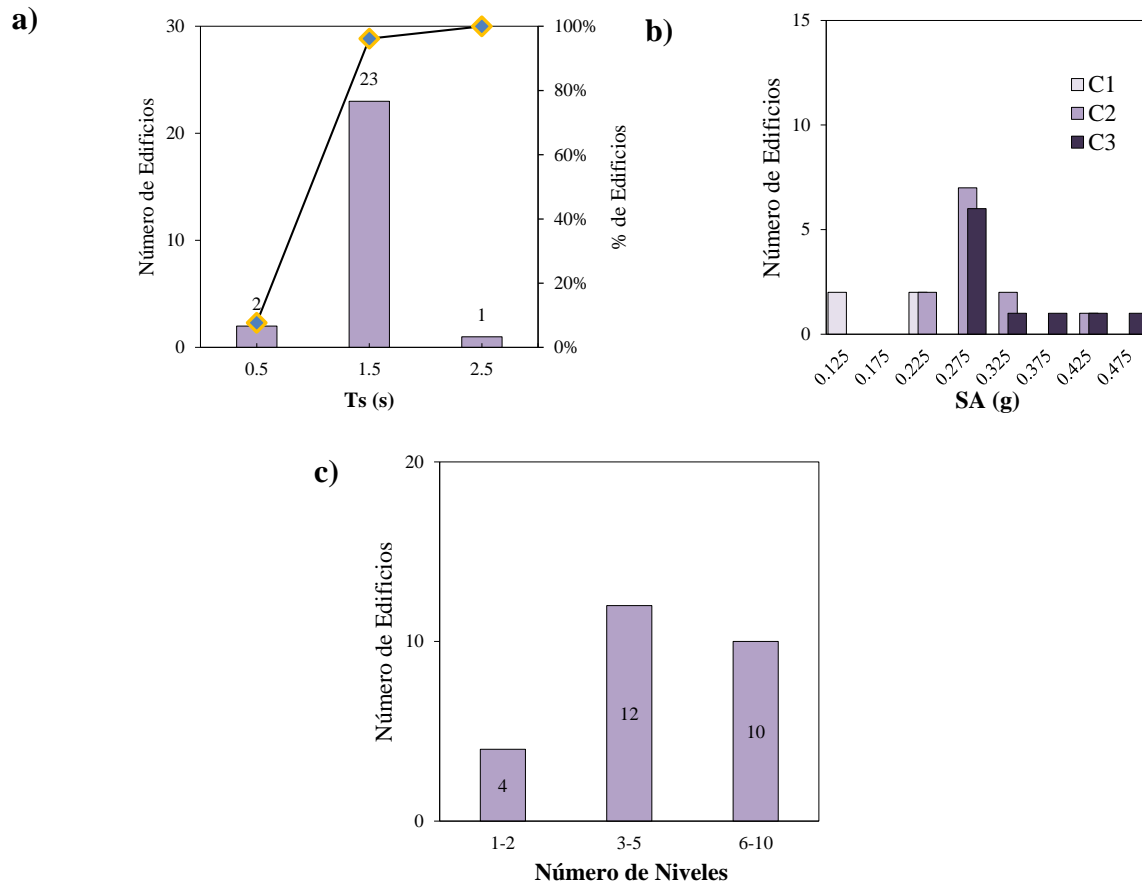 a)
30
20
10
0
Número de Edificios
2
23
1
0.5
1.5
2.5
Ts (s)
100%
80%
60%
40%
20%
0%
% de Edificios
b)
15
10
5
0
Número de Edificios
C1
C2
C3
0.125
0.175
0.225
0.275
0.325
0.375
0.425
0.475
SA (g)
c)
20
10
0
Número de Edificios
4
12
10
1-2
3-5
6-10
Número de Niveles